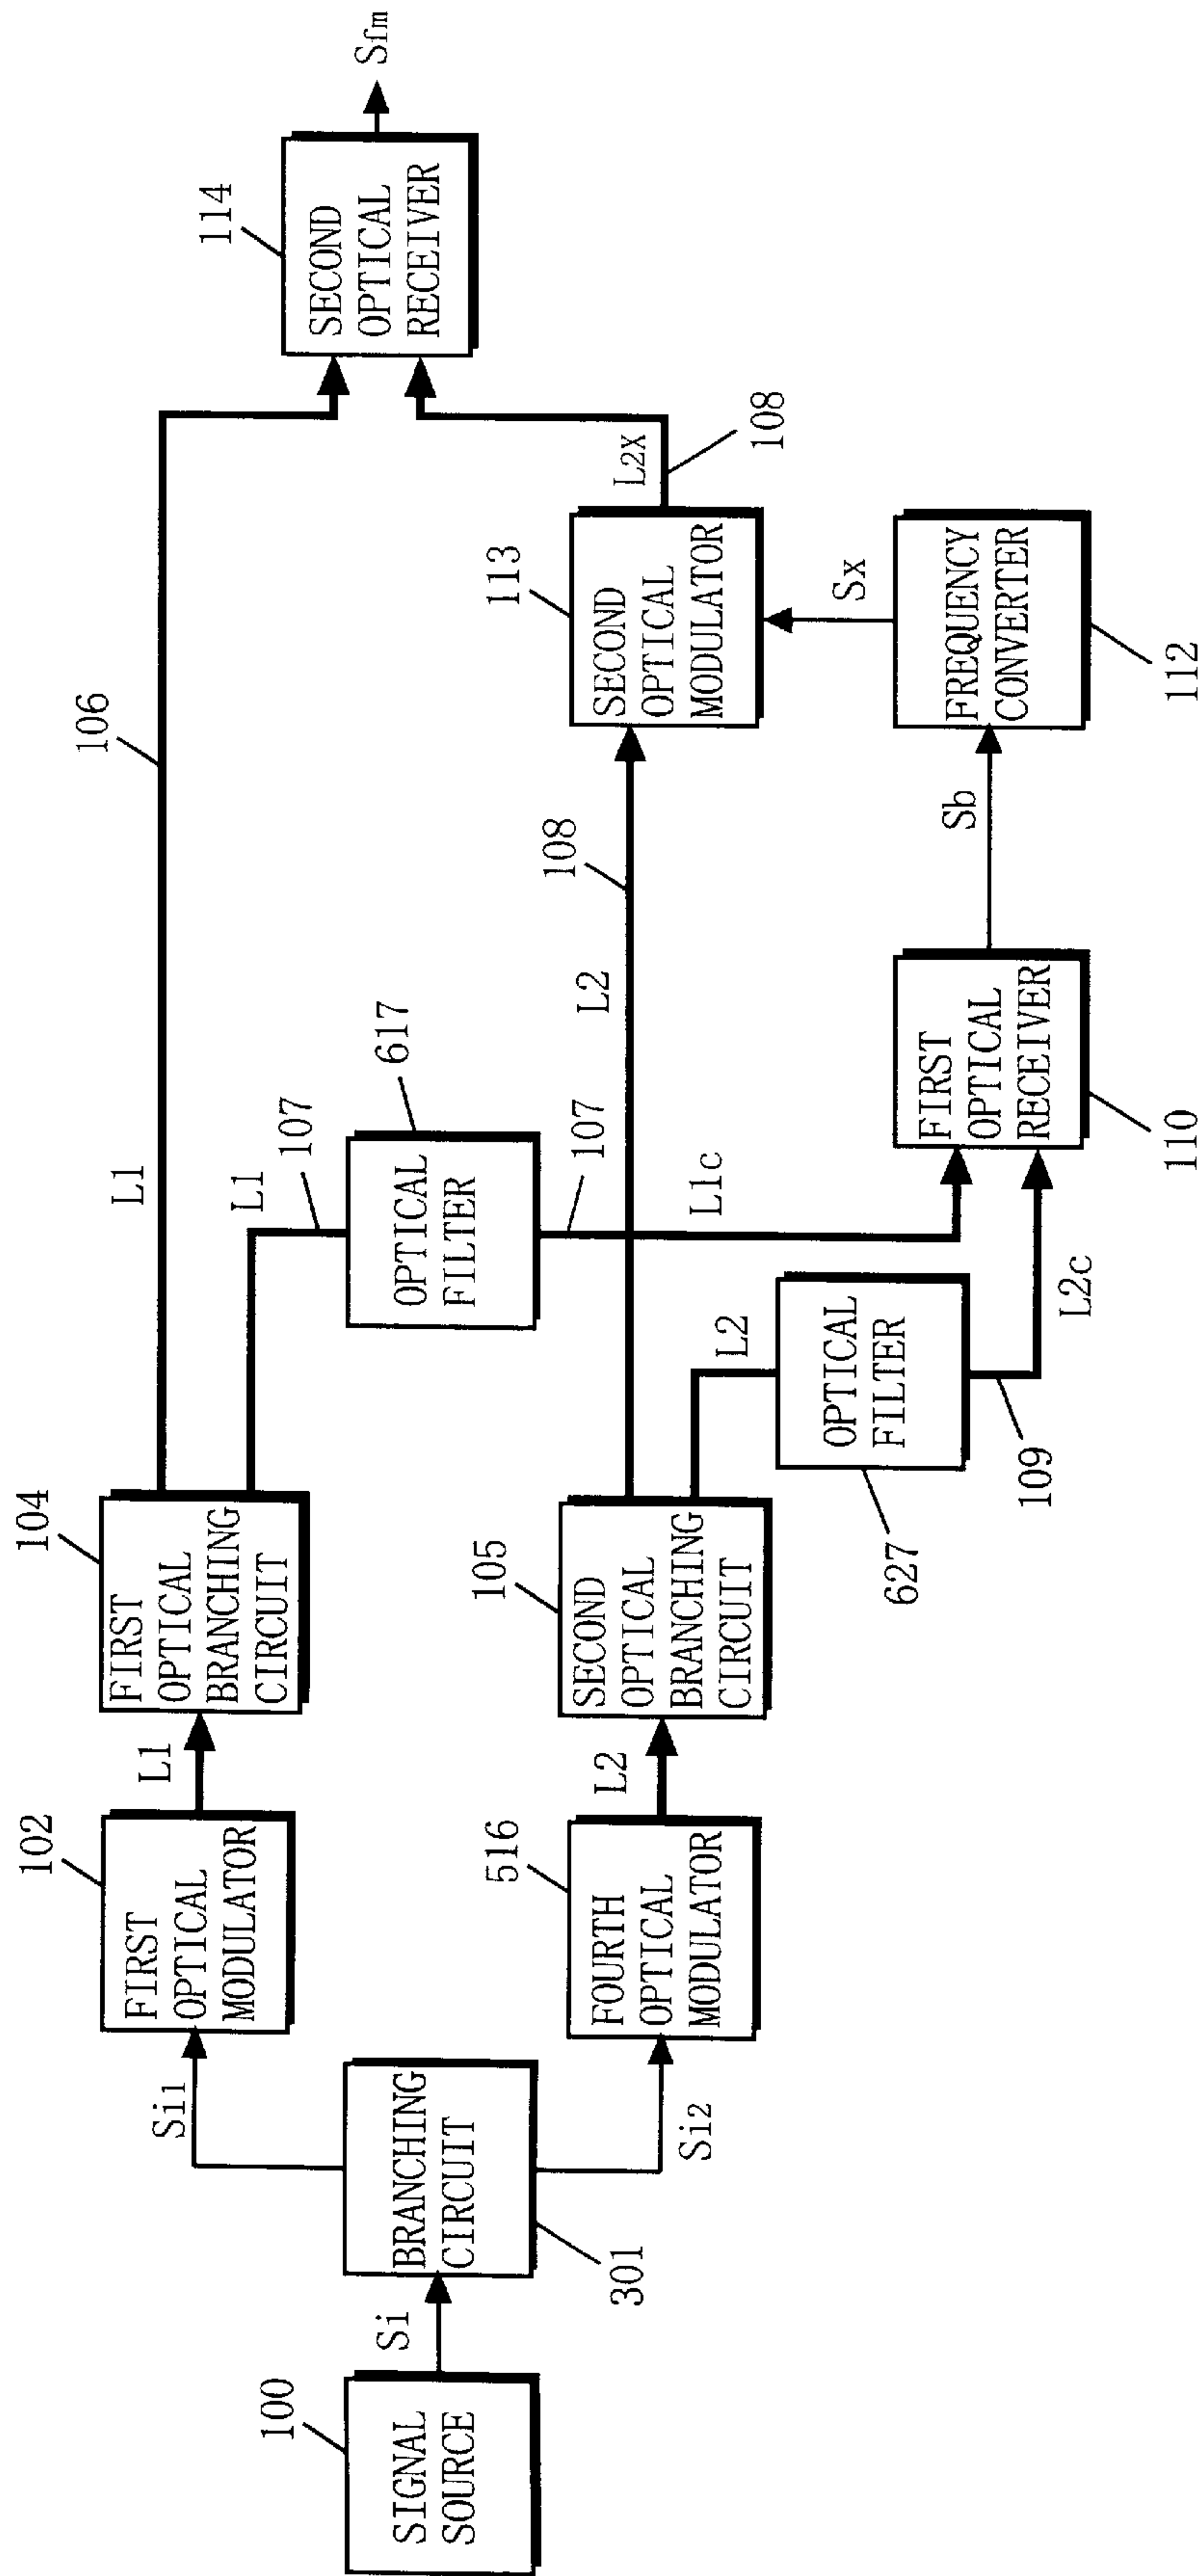 100
SIGNAL
SOURCE
Si
BRANCHING
CIRCUIT
301
Si1
Si2
102
FIRST
OPTICAL
MODULATOR
L1
104
FIRST
OPTICAL
BRANCHING
CIRCUIT
L1
106
L1
107
OPTICAL
FILTER
617
107
L1c
516
FOURTH
OPTICAL
MODULATOR
L2
105
SECOND
OPTICAL
BRANCHING
CIRCUIT
L2
108
L2
OPTICAL
FILTER
627
109
L2c
FIRST
OPTICAL
RECEIVER
110
Sb
FREQUENCY
CONVERTER
112
Sx
113
SECOND
OPTICAL
MODULATOR
L2X
108
114
SECOND
OPTICAL
RECEIVER
Sfm